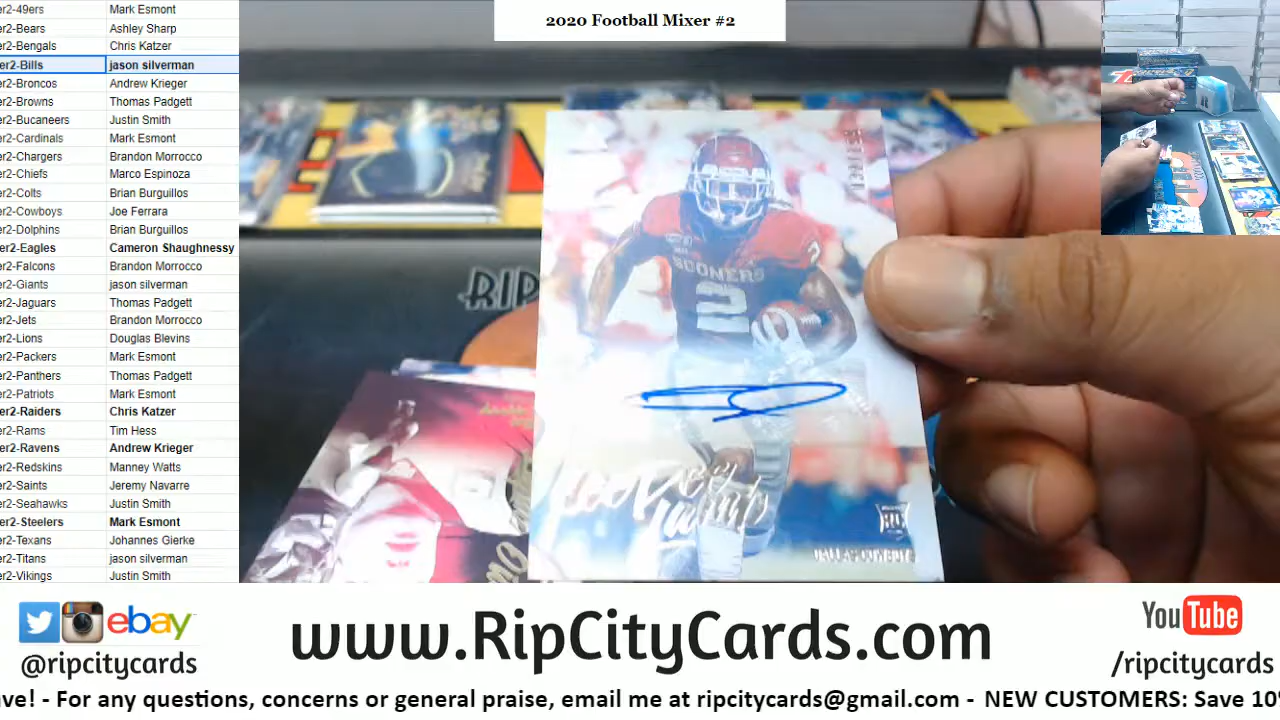 er2-49ers Mark Esmont
er2-Bears Ashley Sharp
er2-Bengals Chris Katzer
er2-Bills jason silverman
er2-Broncos Andrew Krieger
er2-Browns Thomas Padgett
er2-Bucaneers Justin Smith
er2-Cardinals Mark Esmont
er2-Chargers Brandon Morrocco
er2-Chiefs Marco Espinoza
er2-Colts Brian Burguillos
er2-Cowboys Joe Ferrara
er2-Dolphins Brian Burguillos
er2-Eagles Cameron Shaughnessy
er2-Falcons Brandon Morrocco
er2-Giants jason silverman
er2-Jaguars Thomas Padgett
er2-Jets Brandon Morrocco
er2-Lions Douglas Blevins
er2-Packers Mark Esmont
er2-Panthers Thomas Padgett
er2-Patriots Mark Esmont
er2-Raiders Chris Katzer
er2-Rams Tim Hess
er2-Ravens Andrew Krieger
er2-Redskins Manney Watts
er2-Saints Jeremy Navarre
er2-Seahawks Justin Smith
er2-Steelers Mark Esmont
er2-Texans Johannes Gierke
er2-Titans jason silverman
er2-Vikings Justin Smith
2020 Football Mixer #2
RIP
SOONERS
2
2
CeeDee
Lamb
DALLAS COWBOYS
ebay
@ripcitycards
www.RipCityCards.com
YouTube
/ripcitycards
ave! - For any questions, concerns or general praise, email me at ripcitycards@gmail.com - NEW CUSTOMERS: Save 10